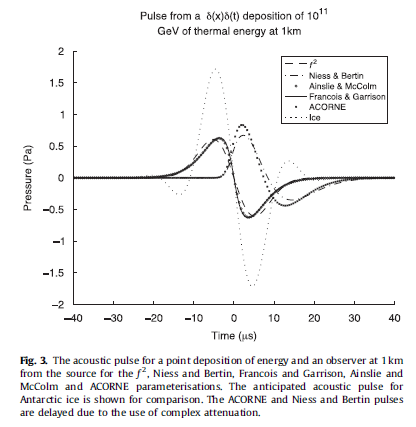 Pulse from a δ(x)δ(t) deposition of 10¹¹
GeV of thermal energy at 1km
2
1.5
1
0.5
0
−0.5
−1
−1.5
−2
Pressure (Pa)
f²
Niess & Bertin
Ainslie & McColm
Francois & Garrison
ACORNE
Ice
−40 −30 −20 −10 0 10 20 30 40
Time (μs)
Fig. 3. The acoustic pulse for a point deposition of energy and an observer at 1 km
from the source for the f², Niess and Bertin, Francois and Garrison, Ainslie and
McColm and ACORNE parameterisations. The anticipated acoustic pulse for
Antarctic ice is shown for comparison. The ACORNE and Niess and Bertin pulses
are delayed due to the use of complex attenuation.